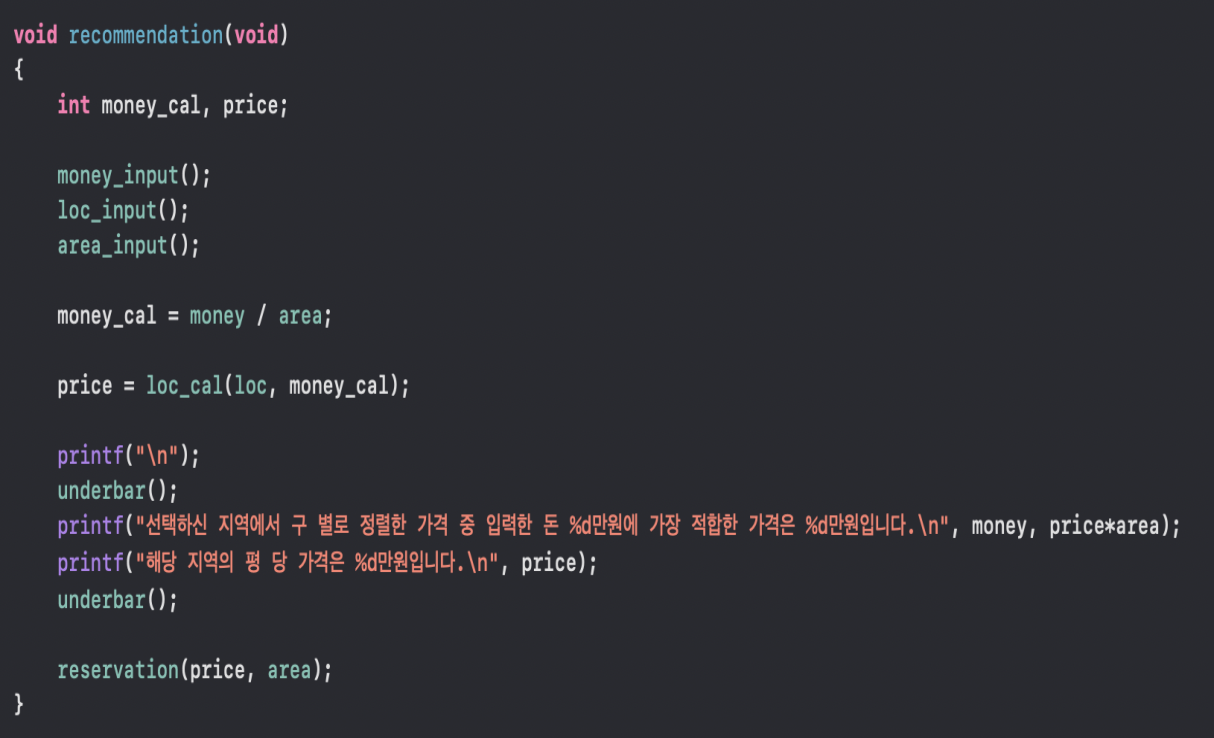 void recommendation(void)
{
    int money_cal, price;

    money_input();
    loc_input();
    area_input();

    money_cal = money / area;

    price = loc_cal(loc, money_cal);

    printf("\n");
    underbar();
    printf("선택하신 지역에서 구 별로 정렬한 가격 중 입력한 돈 %d만원에 가장 적합한 가격은 %d만원입니다.\n", money, price*area);
    printf("해당 지역의 평 당 가격은 %d만원입니다.\n", price);
    underbar();

    reservation(price, area);
}